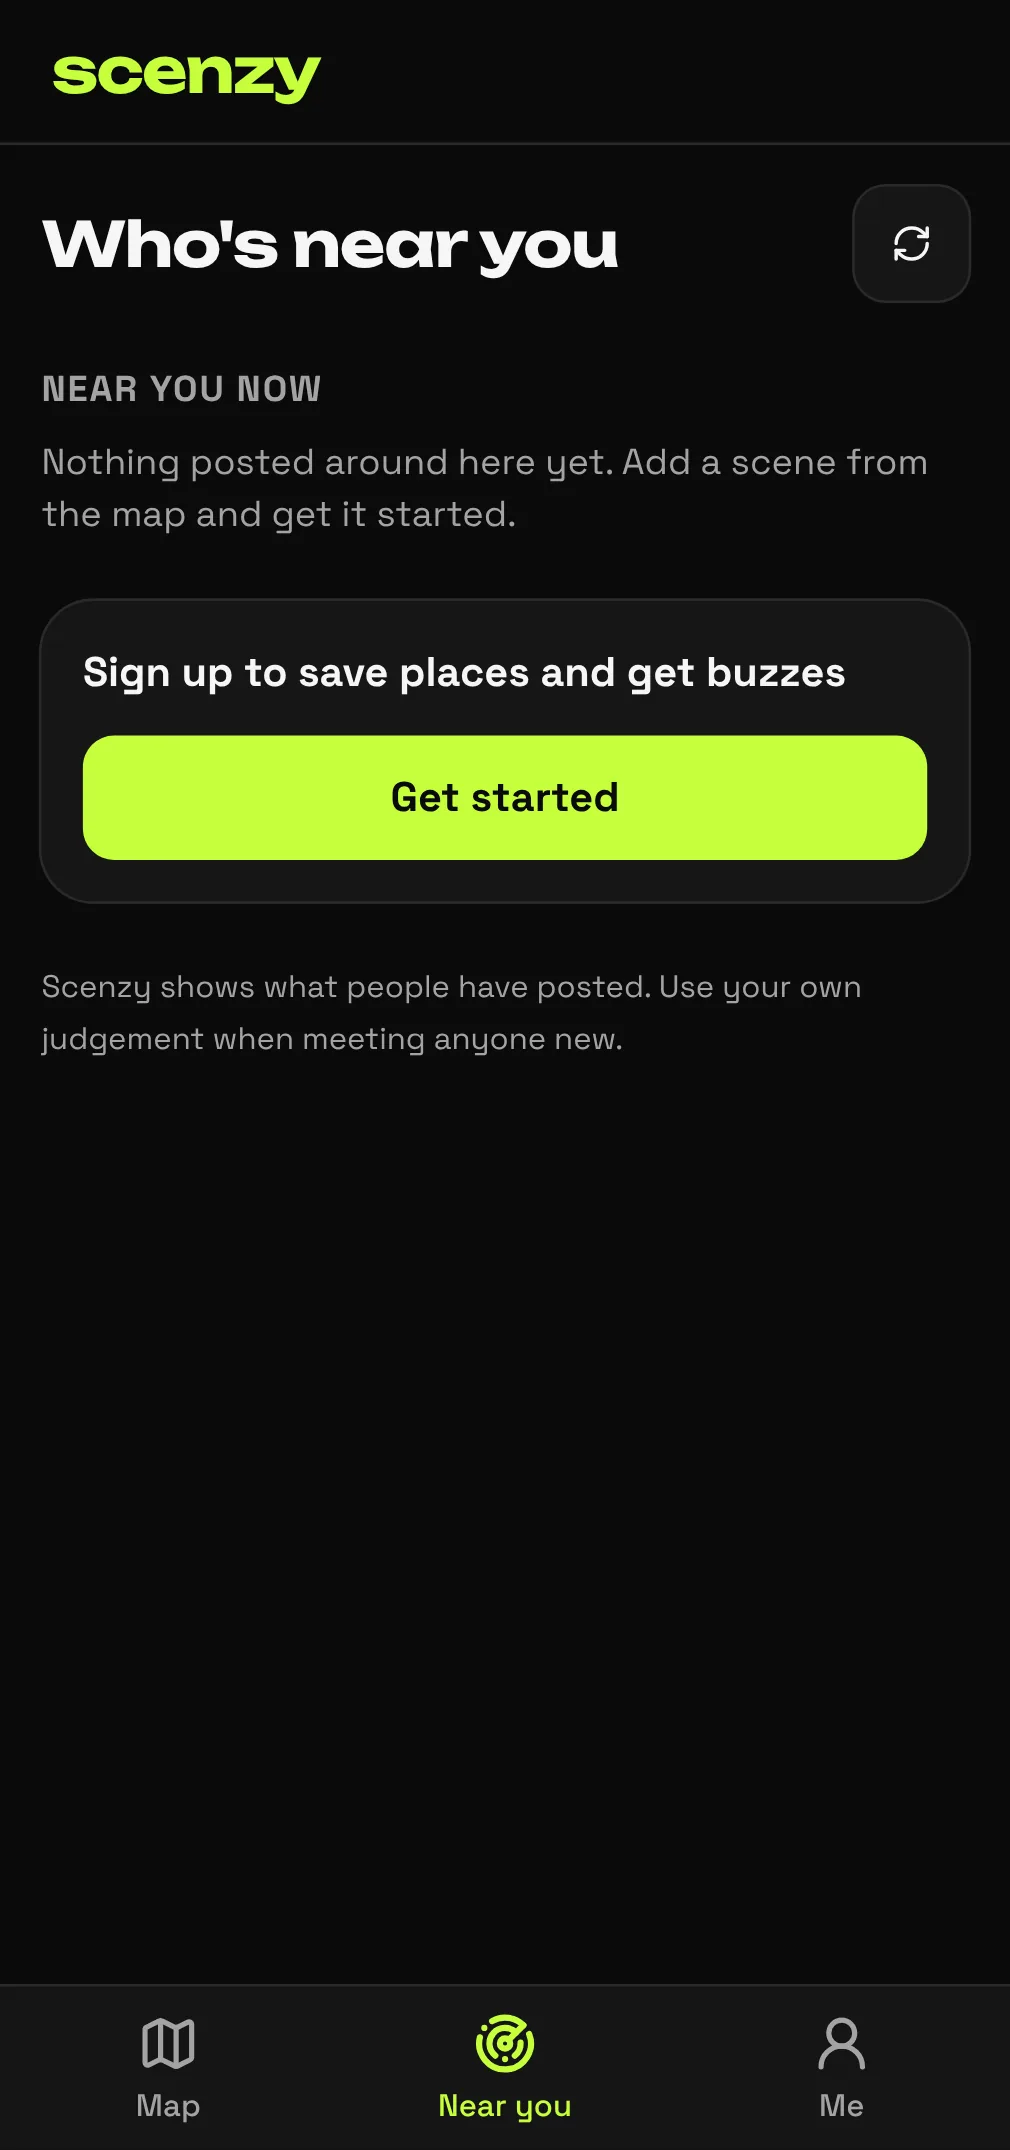 scenzy
Who's near you
NEAR YOU NOW
Nothing posted around here yet. Add a scene from
the map and get it started.
Sign up to save places and get buzzes
Get started
Scenzy shows what people have posted. Use your own
judgement when meeting anyone new.
Map
Near you
Me